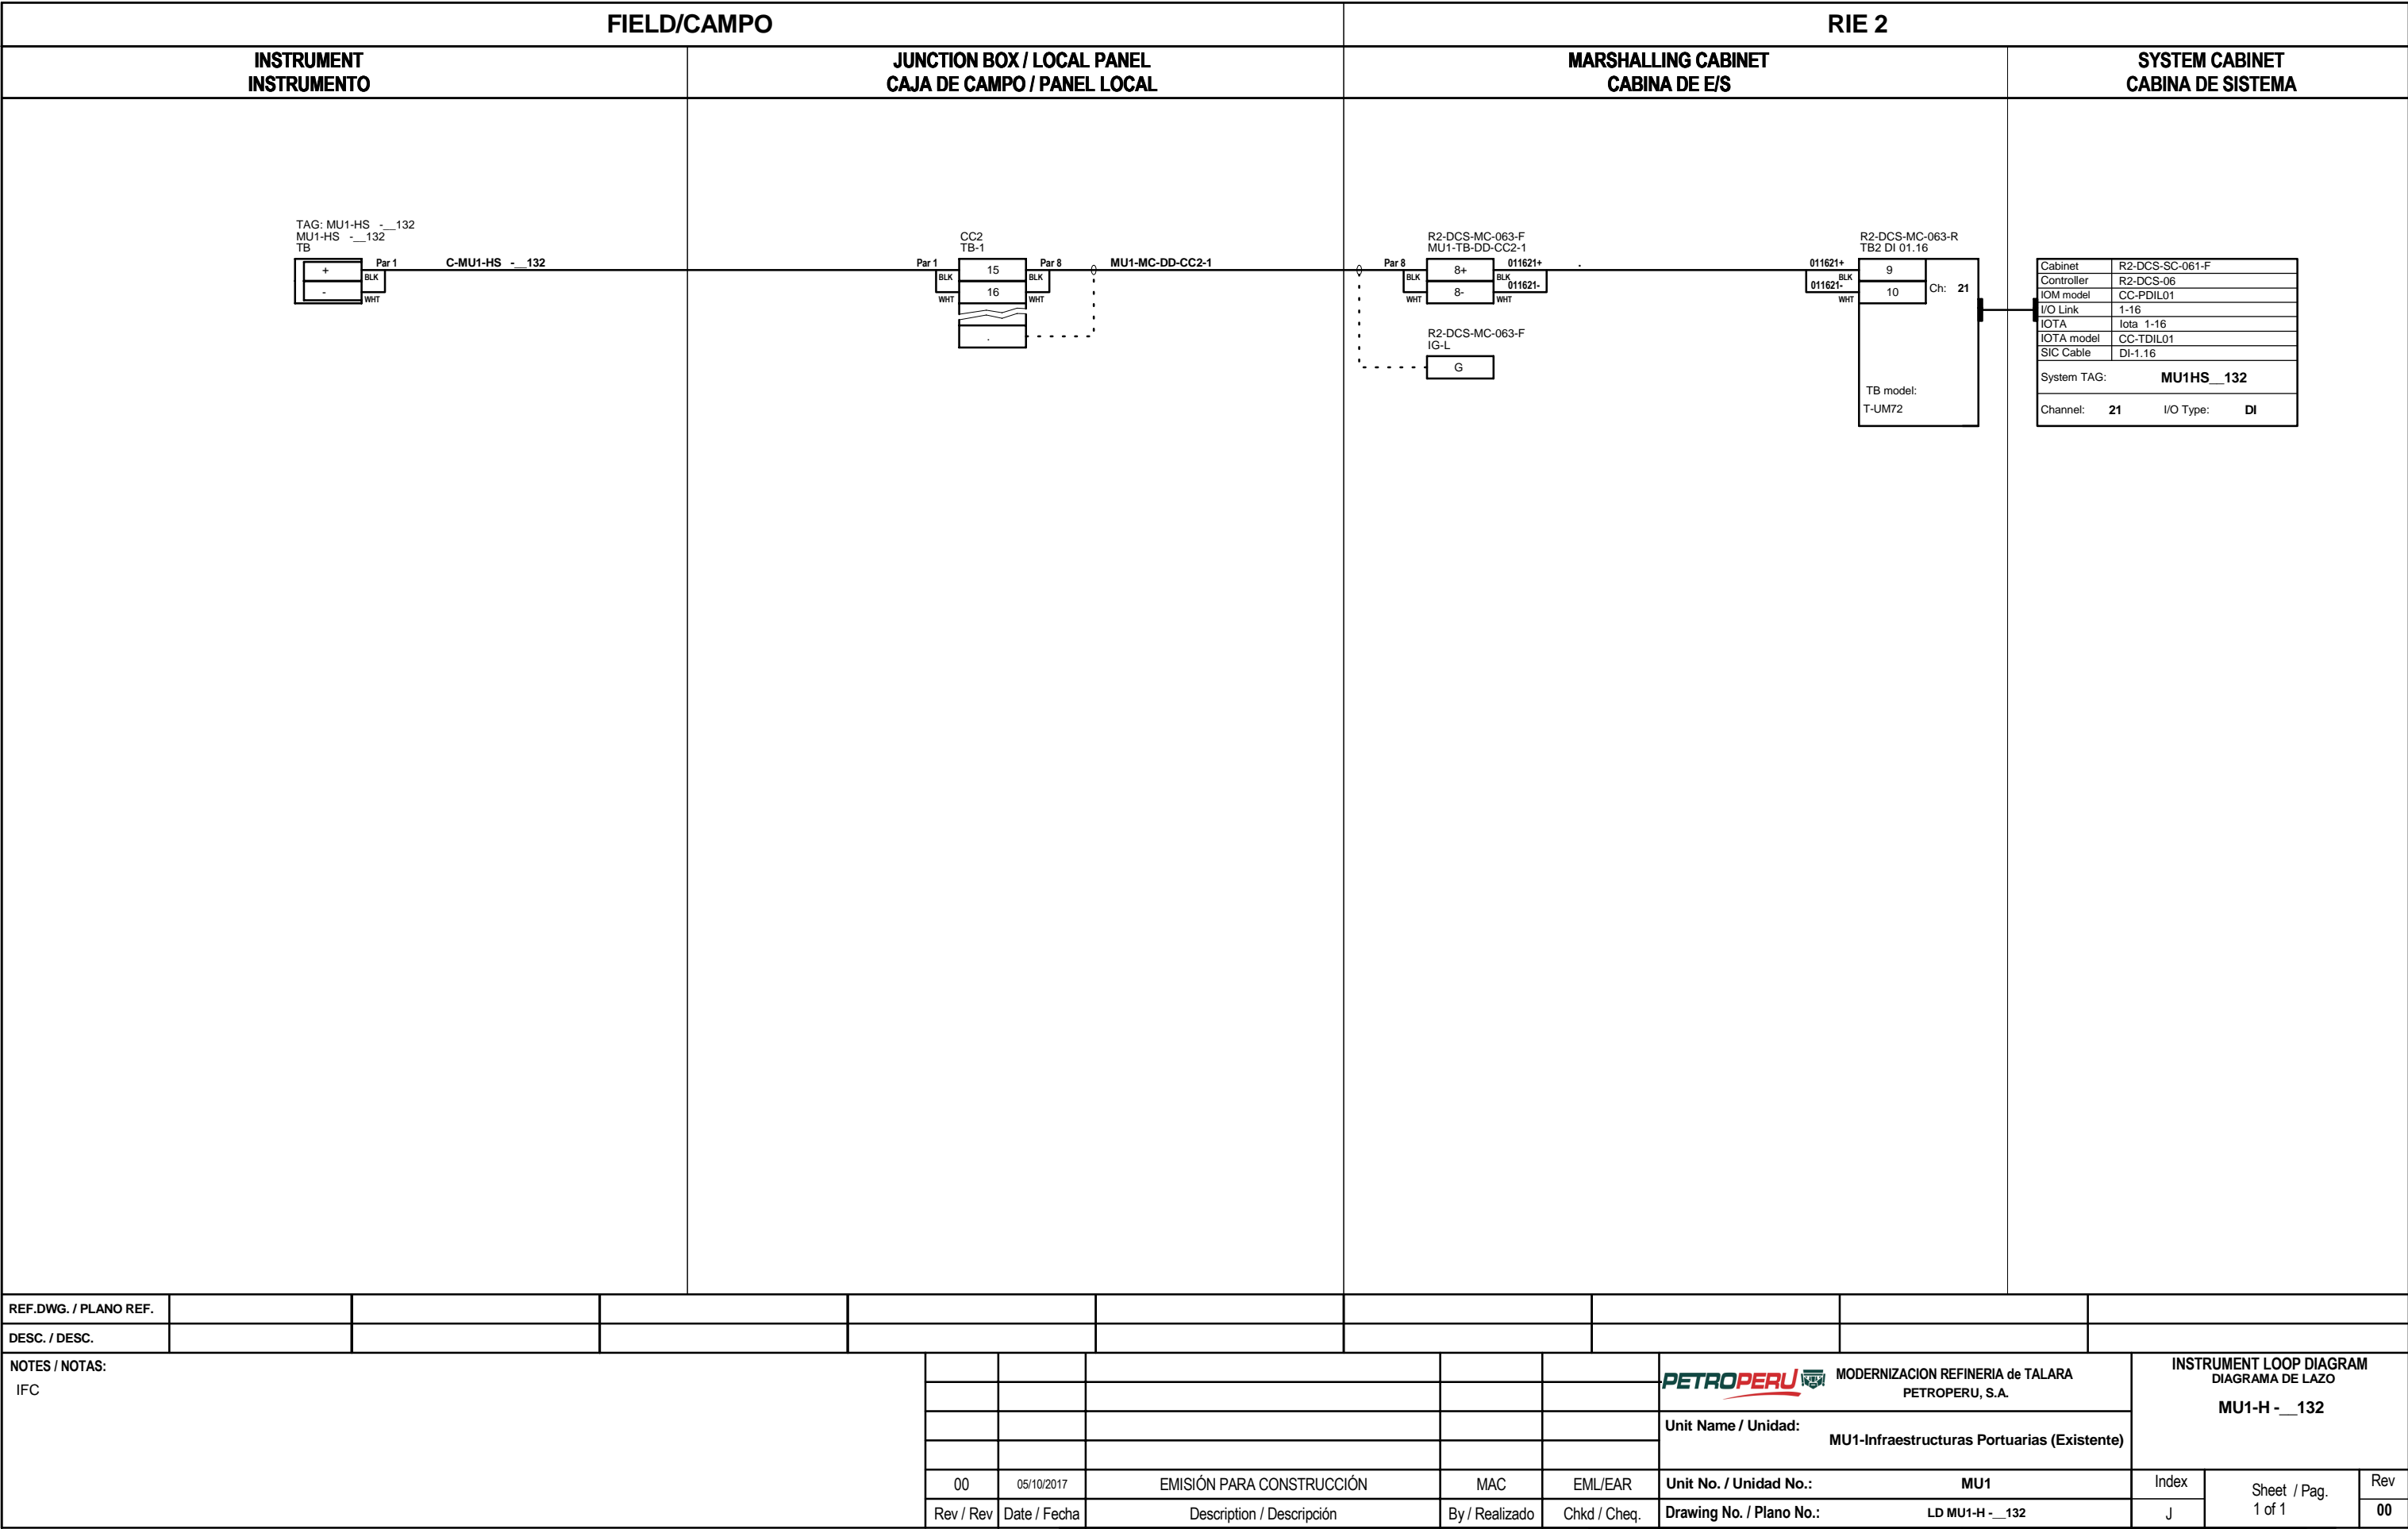 FIELD/CAMPO
RIE 2
INSTRUMENT
INSTRUMENTO
JUNCTION BOX / LOCAL PANEL
CAJA DE CAMPO / PANEL LOCAL
MARSHALLING CABINET
CABINA DE E/S
SYSTEM CABINET
CABINA DE SISTEMA
TAG: MU1-HS -__132
MU1-HS -__132
TB
+
-
Par 1
BLK
WHT
C-MU1-HS -__132
CC2
TB-1
Par 1
BLK
WHT
15
16
.
Par 8
BLK
WHT
MU1-MC-DD-CC2-1
R2-DCS-MC-063-F
MU1-TB-DD-CC2-1
Par 8
BLK
WHT
8+
8-
011621+
BLK
011621-
WHT
.
R2-DCS-MC-063-F
IG-L
G
R2-DCS-MC-063-R
TB2 DI 01.16
011621+
BLK
011621-
WHT
9
10
Ch: 21
TB model:
T-UM72
Cabinet R2-DCS-SC-061-F
Controller R2-DCS-06
IOM model CC-PDIL01
I/O Link 1-16
IOTA Iota 1-16
IOTA model CC-TDIL01
SIC Cable DI-1.16
System TAG: MU1HS__132
Channel: 21 I/O Type: DI
REF.DWG. / PLANO REF.
DESC. / DESC.
NOTES / NOTAS:
IFC
00 05/10/2017 EMISIÓN PARA CONSTRUCCIÓN MAC EML/EAR
Rev / Rev Date / Fecha Description / Descripción By / Realizado Chkd / Cheq.
PETROPERU
MODERNIZACION REFINERIA de TALARA
PETROPERU, S.A.
Unit Name / Unidad:
MU1-Infraestructuras Portuarias (Existente)
Unit No. / Unidad No.: MU1
Drawing No. / Plano No.: LD MU1-H -__132
INSTRUMENT LOOP DIAGRAM
DIAGRAMA DE LAZO
MU1-H -__132
Index
J
Sheet / Pag.
1 of 1
Rev
00